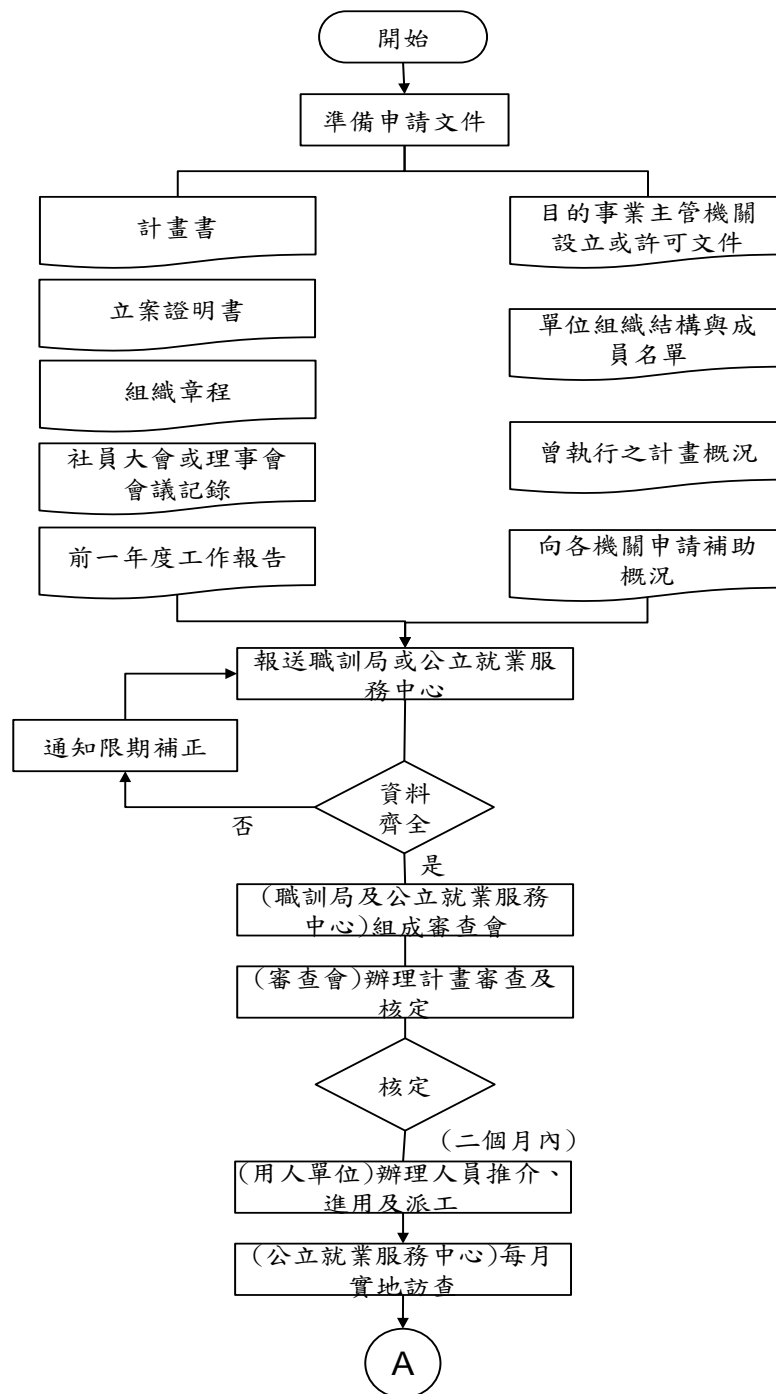 開始
準備申請文件
計畫書
立案證明書
組織章程
社員大會或理事會
會議記錄
前一年度工作報告
目的事業主管機關
設立或許可文件
單位組織結構與成
員名單
曾執行之計畫概況
向各機關申請補助
概況
報送職訓局或公立就業服
務中心
通知限期補正
資料
齊全
否
是
(職訓局及公立就業服務
中心)組成審查會
(審查會)辦理計畫審查及
核定
核定
(二個月內)
(用人單位)辦理人員推介、
進用及派工
(公立就業服務中心)每月
實地訪查
A